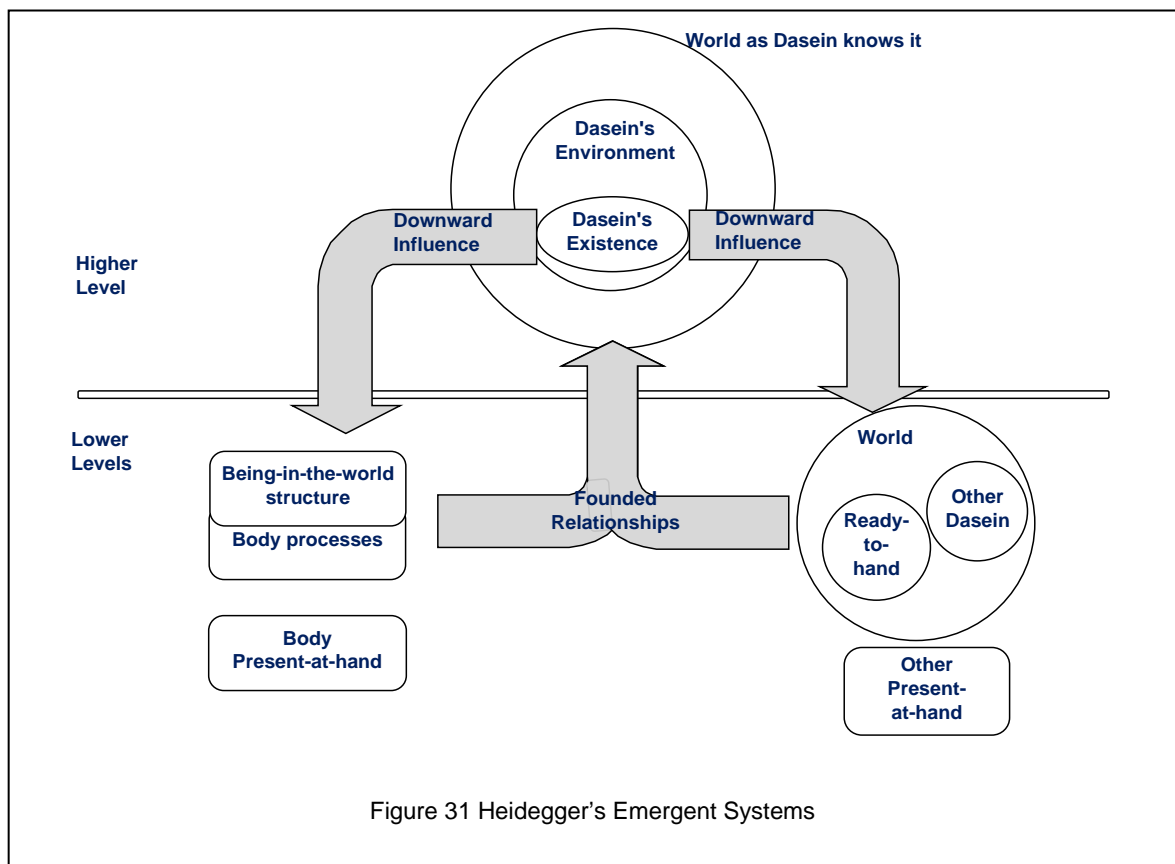 World as Dasein knows it
Dasein's
Environment
Dasein's
Existence
Downward
Influence
Downward
Influence
Higher
Level
Lower
Levels
Being-in-the-world
structure
Body processes
Body
Present-at-hand
Founded
Relationships
World
Other
Dasein
Ready-
to-
hand
Other
Present-
at-hand
Figure 31 Heidegger’s Emergent Systems